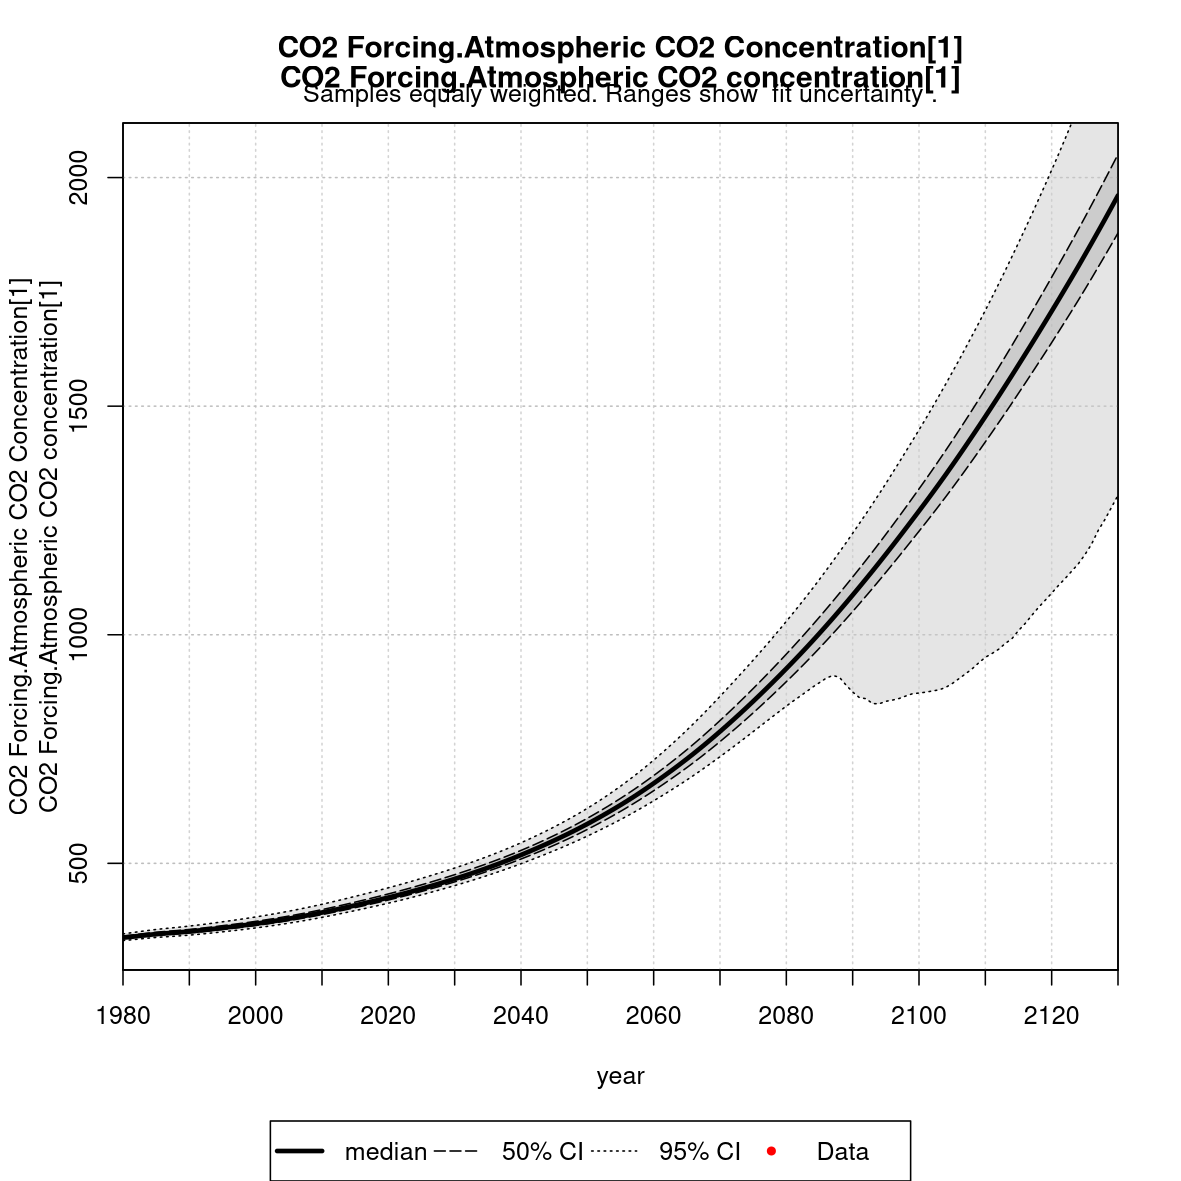 CO2 Forcing.Atmospheric CO2 Concentration[1]
CO2 Forcing.Atmospheric CO2 concentration[1]
Samples equaly weighted. Ranges show  fit uncertainty .
CO2 Forcing.Atmospheric CO2 Concentration[1]
CO2 Forcing.Atmospheric CO2 concentration[1]
2000
1500
1000
500
1980 2000 2020 2040 2060 2080 2100 2120
year
median 50% CI 95% CI Data